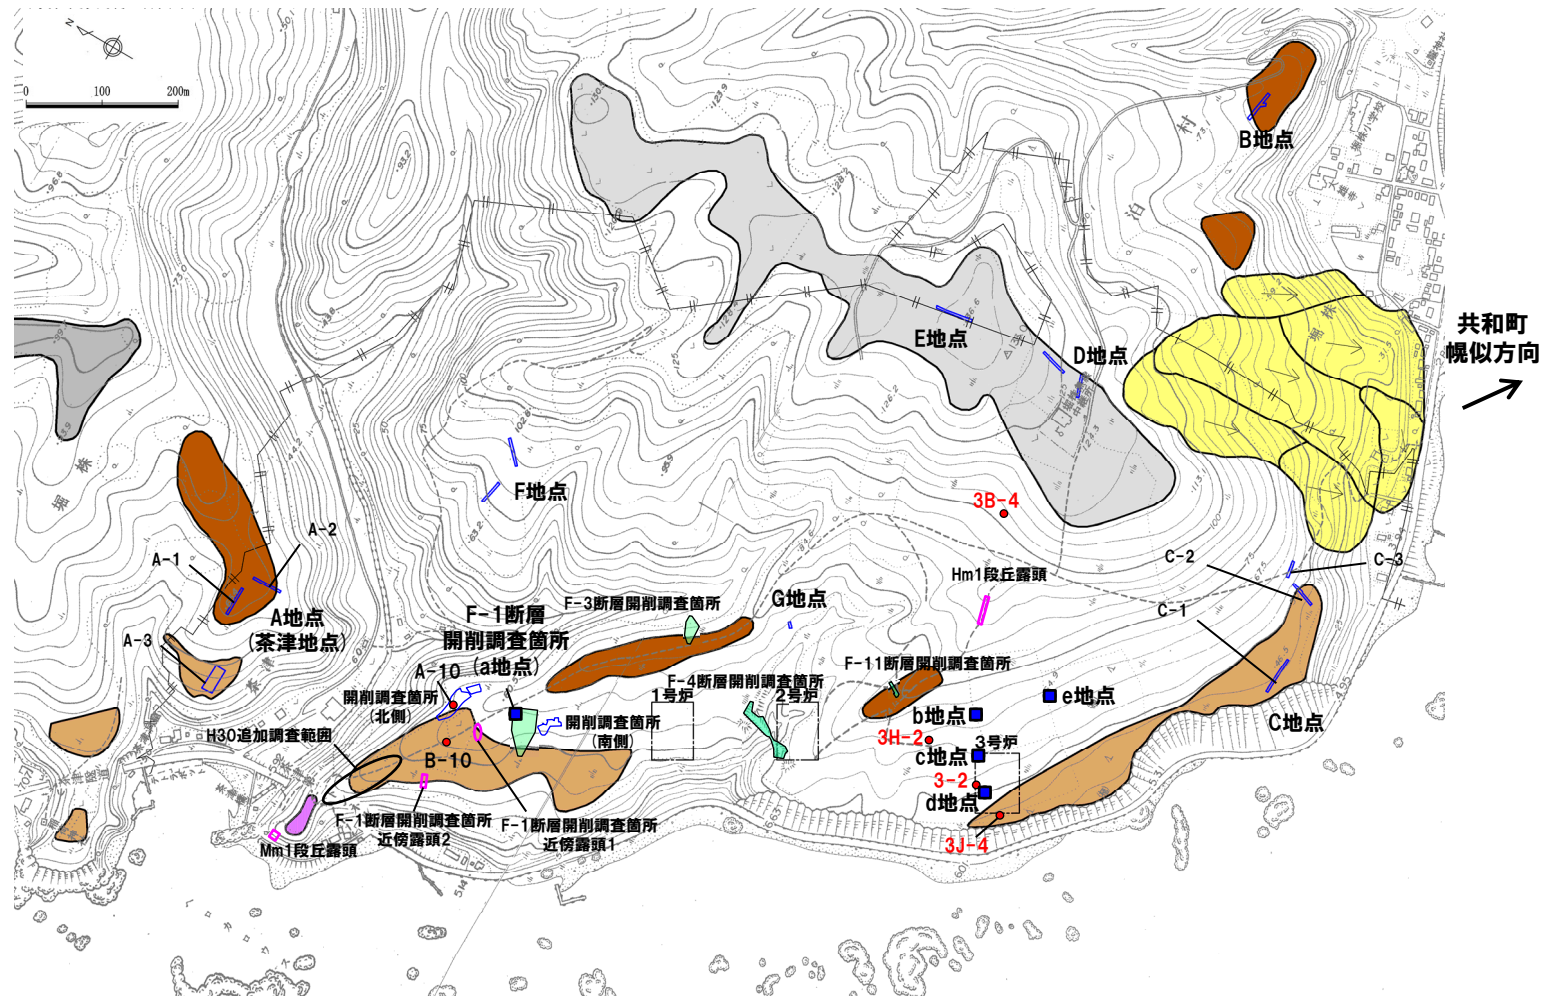 N
0 100 200m
B地点
村
泊
堀株小学校
共和町
幌似方向
E地点
D地点
F地点
堀
株
3B-4
A-1
A-2
A地点
(茶津地点)
A-3
F-1断層
開削調査箇所
(a地点)
F-3断層開削調査箇所
G地点
Hm1段丘露頭
C-2
C-3
C-1
A-10
開削調査箇所
(北側)
F-4断層開削調査箇所
F-11断層開削調査箇所
1号炉
2号炉
e地点
b地点
3H-2
C地点
H30追加調査範囲
開削調査箇所
(南側)
B-10
c地点
3号炉
3-2
d地点
3J-4
F-1断層開削調査箇所
近傍露頭2
F-1断層開削調査箇所
近傍露頭1
Mm1段丘露頭